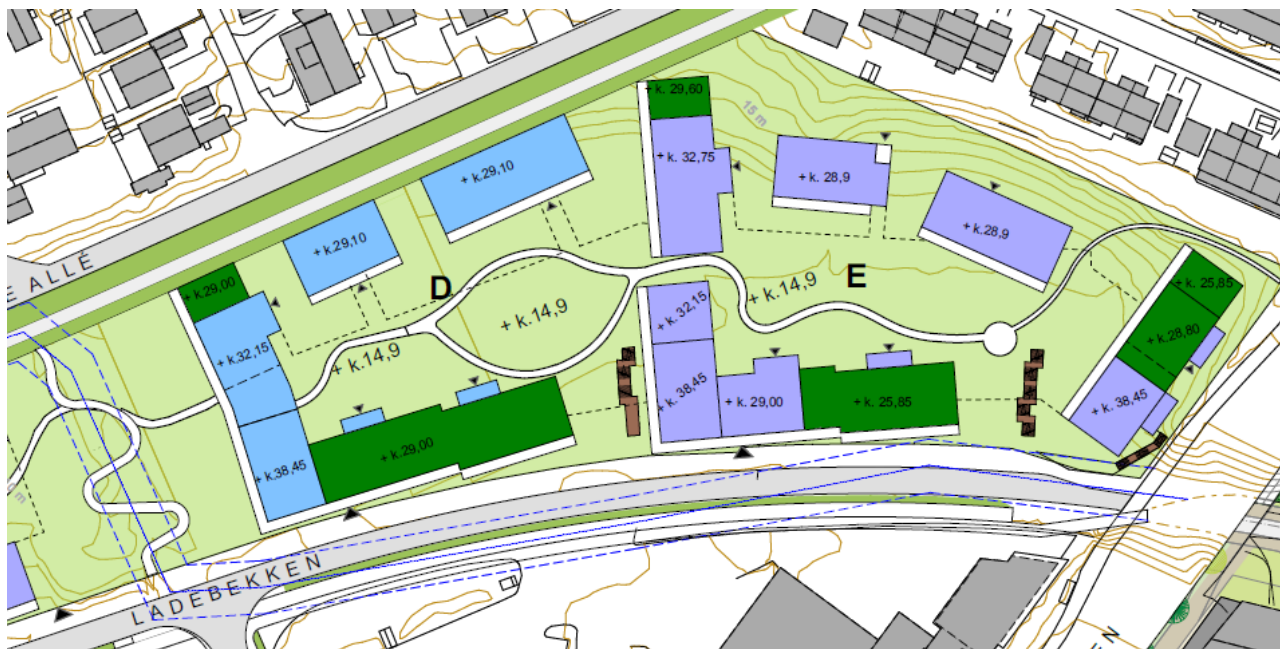 + k. 29,60
15 m
+ k. 32,75
+ k.29,10
+ k. 28,9
+ k.28,9
+ k.29,10
E ALLÉ
D
E
+ k.29,00
+ k.14,9
+ k. 25,85
+ k.14,9
+ k.32,15
+ k.32,15
+ k.28,80
+ k.14,9
+ k. 38,45
+ k. 29,00
+ k. 25,85
+ k. 38,45
+ k.29,00
+ k.38,45
LADEBEKKEN
EN